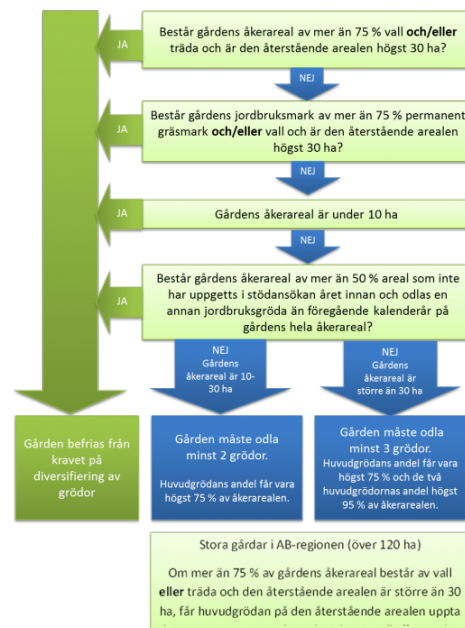 Består gårdens åkerareal av mer än 75 % vall och/eller
träda och är den återstående arealen högst 30 ha?
JA
NEJ
Består gårdens jordbruksmark av mer än 75 % permanent
gräsmark och/eller vall och är den återstående arealen
högst 30 ha?
JA
NEJ
Gårdens åkerareal är under 10 ha
JA
NEJ
Består gårdens åkerareal av mer än 50 % areal som inte
har uppgetts i stödansökan året innan och odlas en
annan jordbruksgröda än föregående kalenderår på
gårdens hela åkerareal?
JA
NEJ
Gårdens
åkerareal är 10-
30 ha
NEJ
Gårdens
åkerareal är
större än 30 ha
Gården befrias från
kravet på
diversifiering av
grödor
Gården måste odla
minst 2 grödor.
Huvudgrödans andel får vara
högst 75 % av åkerarealen.
Gården måste odla
minst 3 grödor.
Huvudgrödans andel får vara
högst 75 % och de två
huvudgrödornas andel högst
95 % av åkerarealen.
Stora gårdar i AB-regionen (över 120 ha)
Om mer än 75 % av gårdens åkerareal består av vall
eller träda och den återstående arealen är större än 30
ha, får huvudgrödan på den återstående arealen uppta